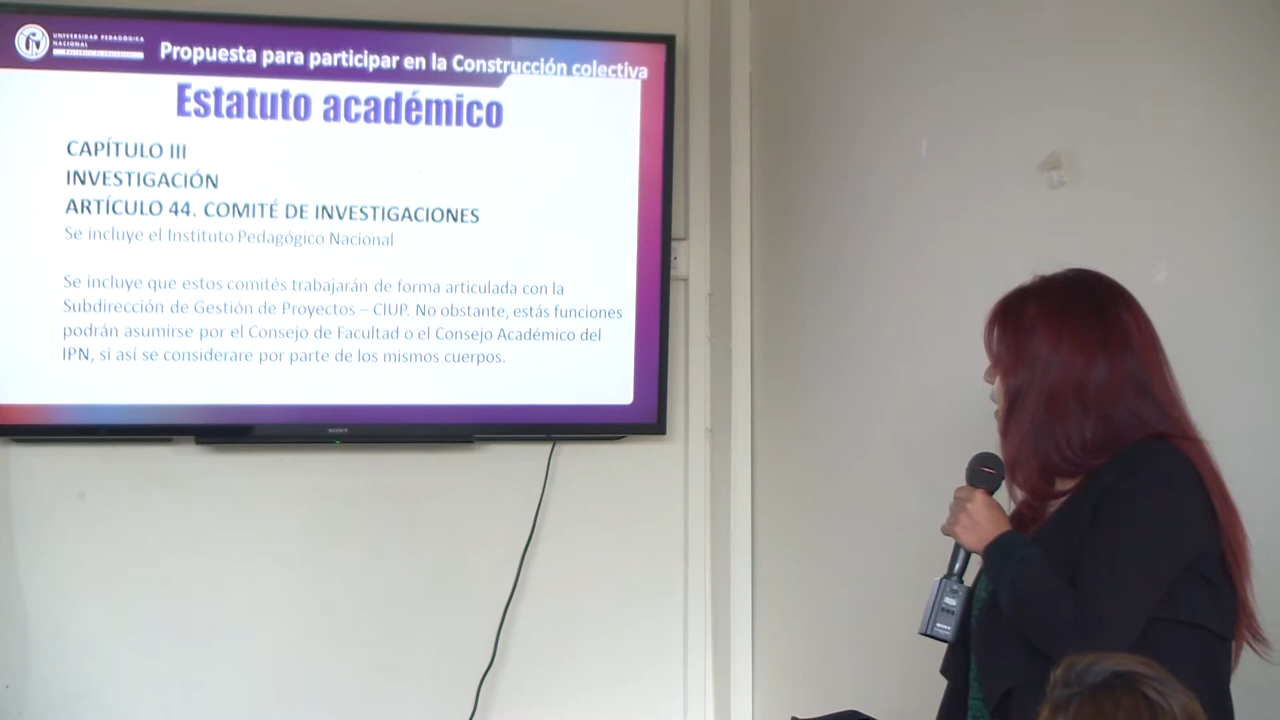 UNIVERSIDAD PEDAGÓGICA
NACIONAL
Propuesta para participar en la Construcción colectiva
Estatuto académico
CAPÍTULO III
INVESTIGACIÓN
ARTÍCULO 44. COMITÉ DE INVESTIGACIONES
Se incluye el Instituto Pedagógico Nacional
Se incluye que estos comités trabajarán de forma articulada con la
Subdirección de Gestión de Proyectos – CIUP. No obstante, estás funciones
podrán asumirse por el Consejo de Facultad o el Consejo Académico del
IPN, si así se considerare por parte de los mismos cuerpos.
SONY